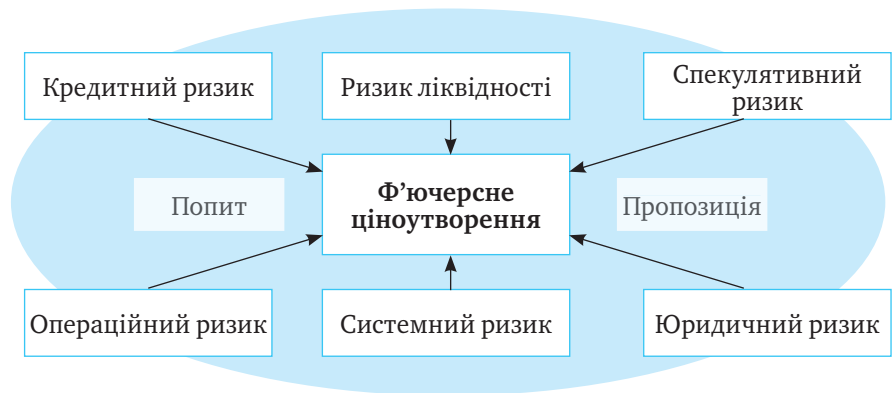 Кредитний ризик
Ризик ліквідності
Спекулятивний
ризик
Попит
Ф’ючерсне
ціноутворення
Пропозиція
Операційний ризик
Системний ризик
Юридичний ризик